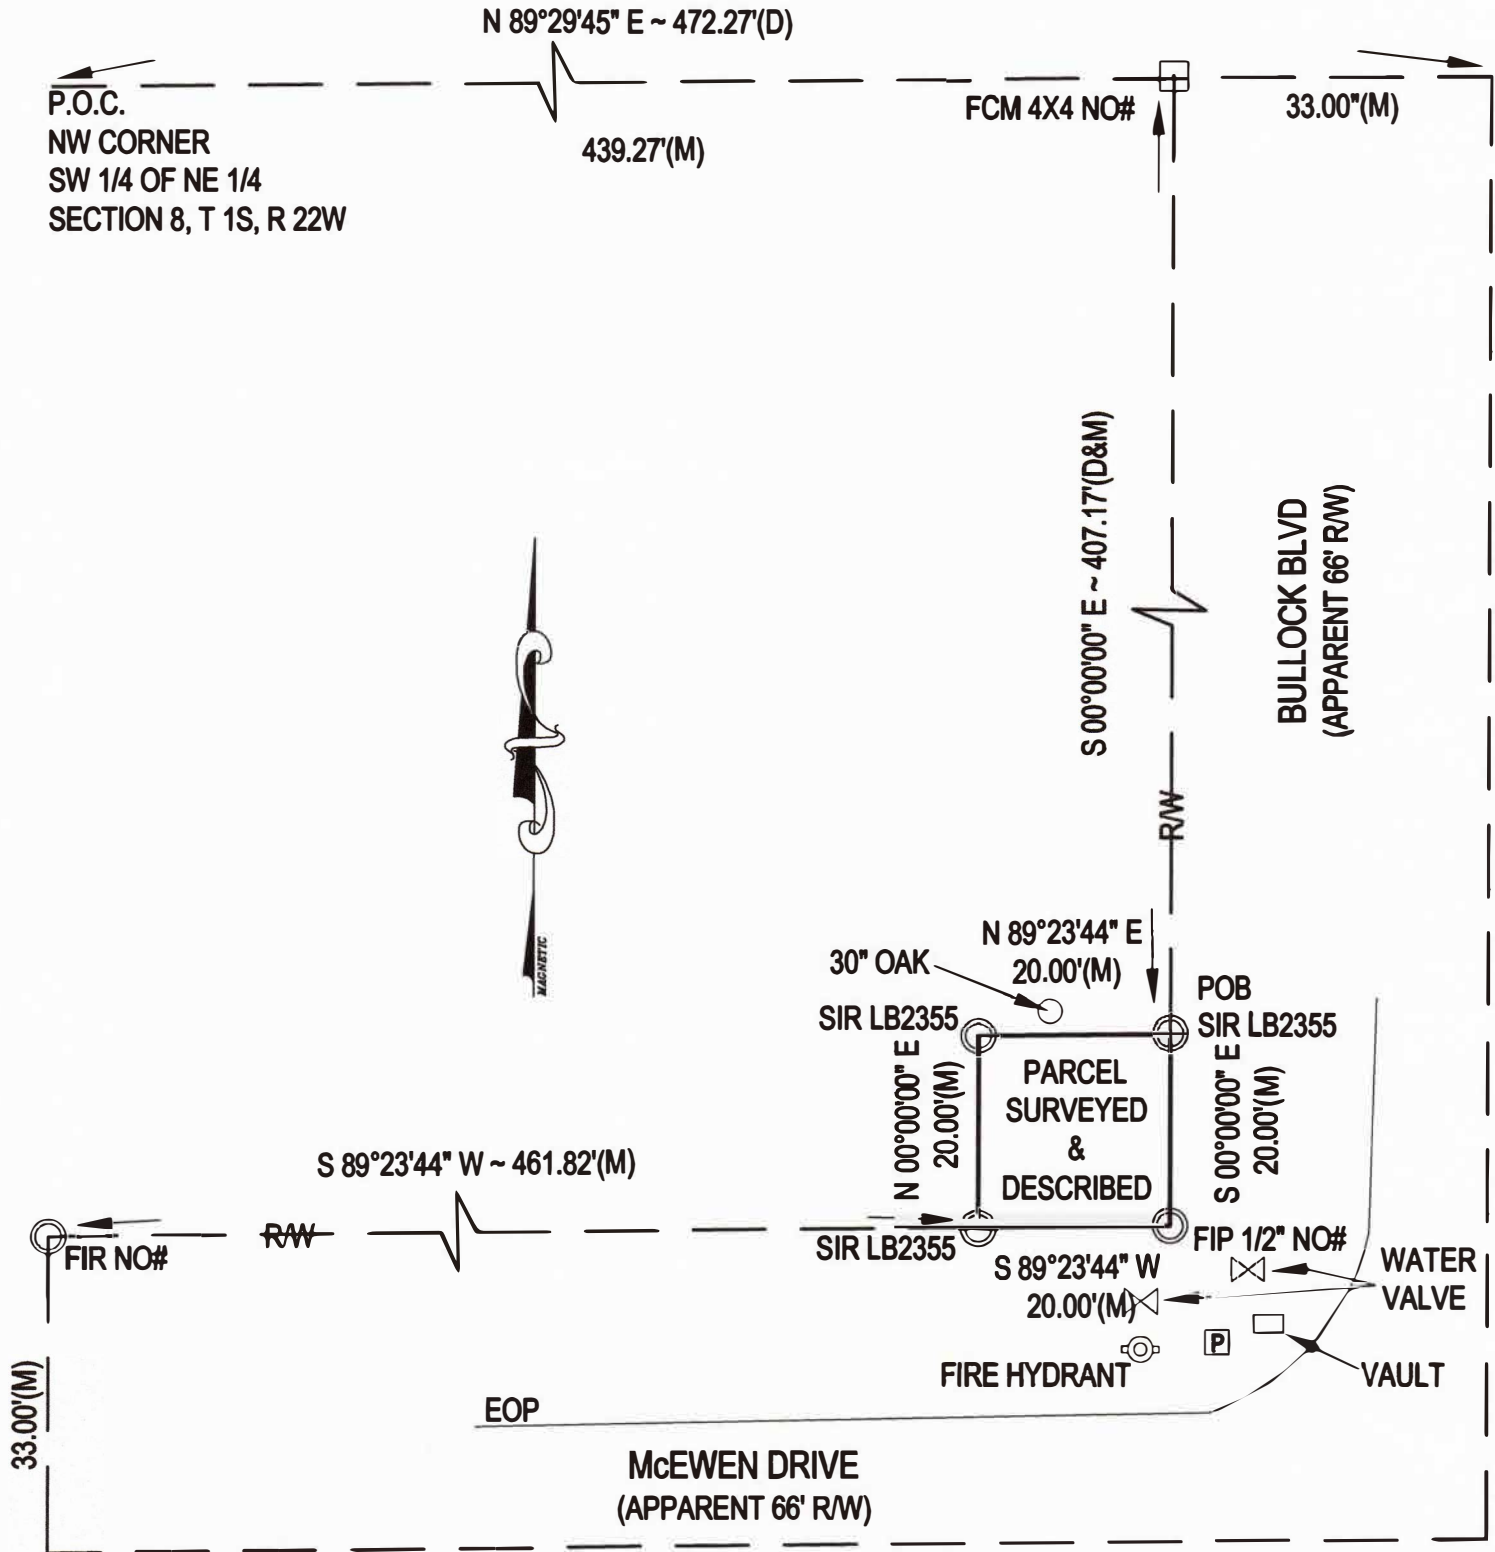 N 89°29'45" E ~ 472.27'(D)
P.O.C.
NW CORNER
SW 1/4 OF NE 1/4
SECTION 8, T 1S, R 22W
439.27'(M)
FCM 4X4 NO#
33.00"(M)
S 00°00'00" E ~ 407.17'(D&M)
BULLOCK BLVD
(APPARENT 66' R/W)
R/W
MAGNETIC
N 89°23'44" E
20.00'(M)
30" OAK
SIR LB2355
POB
SIR LB2355
N 00°00'00" E
20.00'(M)
PARCEL
SURVEYED
&
DESCRIBED
S 00°00'00" E
20.00'(M)
S 89°23'44" W ~ 461.82'(M)
R/W
FIR NO#
SIR LB2355
FIP 1/2" NO#
S 89°23'44" W
20.00'(M)
WATER
VALVE
P
FIRE HYDRANT
VAULT
33.00'(M)
EOP
McEWEN DRIVE
(APPARENT 66' R/W)